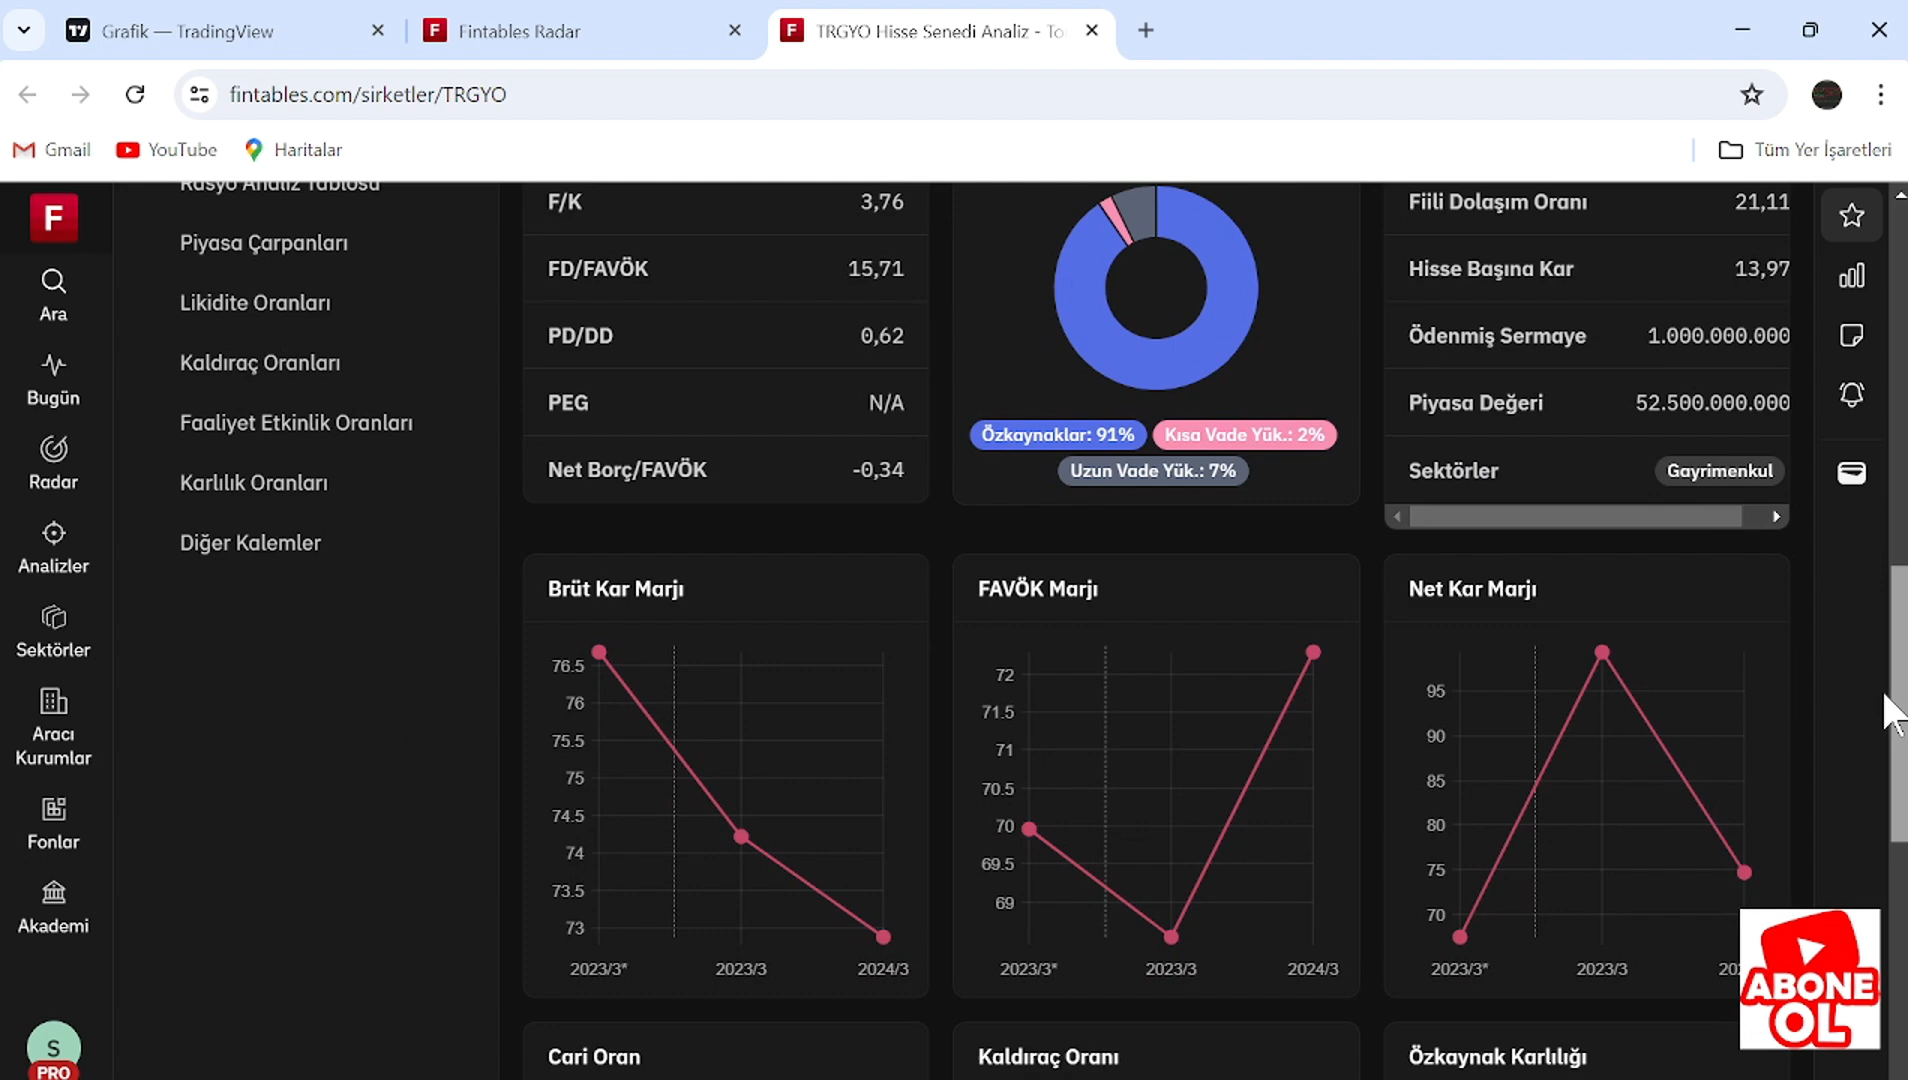 Grafik — TradingView
Fintables Radar
TRGYO Hisse Senedi Analiz - To
fintables.com/sirketler/TRGYO
Gmail
YouTube
Haritalar
Tüm Yer İşaretleri
F
Ara
Bugün
Radar
Analizler
Sektörler
Aracı
Kurumlar
Fonlar
Akademi
S
PRO
Rasyo Analiz Tablosu
Piyasa Çarpanları
Likidite Oranları
Kaldıraç Oranları
Faaliyet Etkinlik Oranları
Karlılık Oranları
Diğer Kalemler
F/K 3,76
FD/FAVÖK 15,71
PD/DD 0,62
PEG N/A
Net Borç/FAVÖK -0,34
Özkaynaklar: 91% Kısa Vade Yük.: 2%
Uzun Vade Yük.: 7%
Fiili Dolaşım Oranı 21,11
Hisse Başına Kar 13,97
Ödenmiş Sermaye 1.000.000.000
Piyasa Değeri 52.500.000.000
Sektörler Gayrimenkul
Brüt Kar Marjı
76.5
76
75.5
75
74.5
74
73.5
73
2023/3* 2023/3 2024/3
FAVÖK Marjı
72
71.5
71
70.5
70
69.5
69
2023/3* 2023/3 2024/3
Net Kar Marjı
95
90
85
80
75
70
2023/3* 2023/3 20
ABONE
OL
Cari Oran
Kaldıraç Oranı
Özkaynak Karlılığı